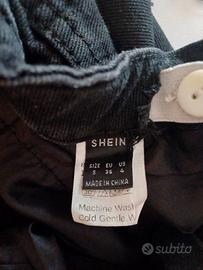 SHEIN
SIZE EU US
S 36 4
MADE IN CHINA
Machine Wash
Cold Gentle.W
subito